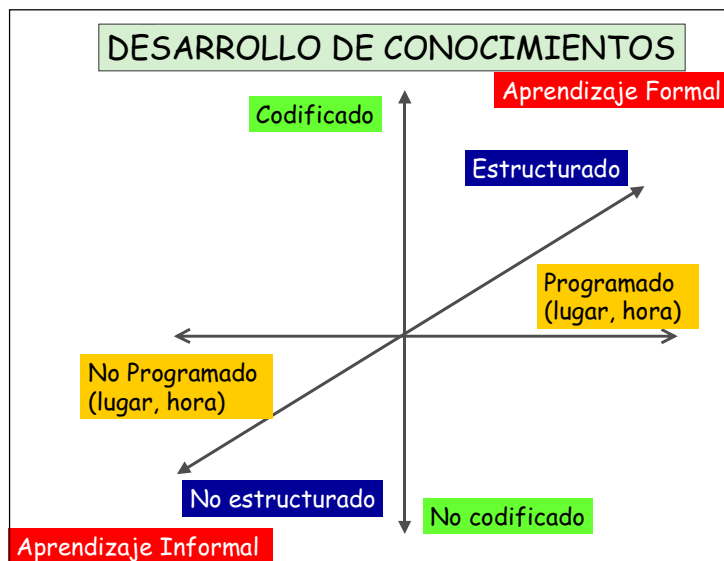 DESARROLLO DE CONOCIMIENTOS
Aprendizaje Formal
Codificado
Estructurado
Programado
(lugar, hora)
No Programado
(lugar, hora)
No estructurado
No codificado
Aprendizaje Informal